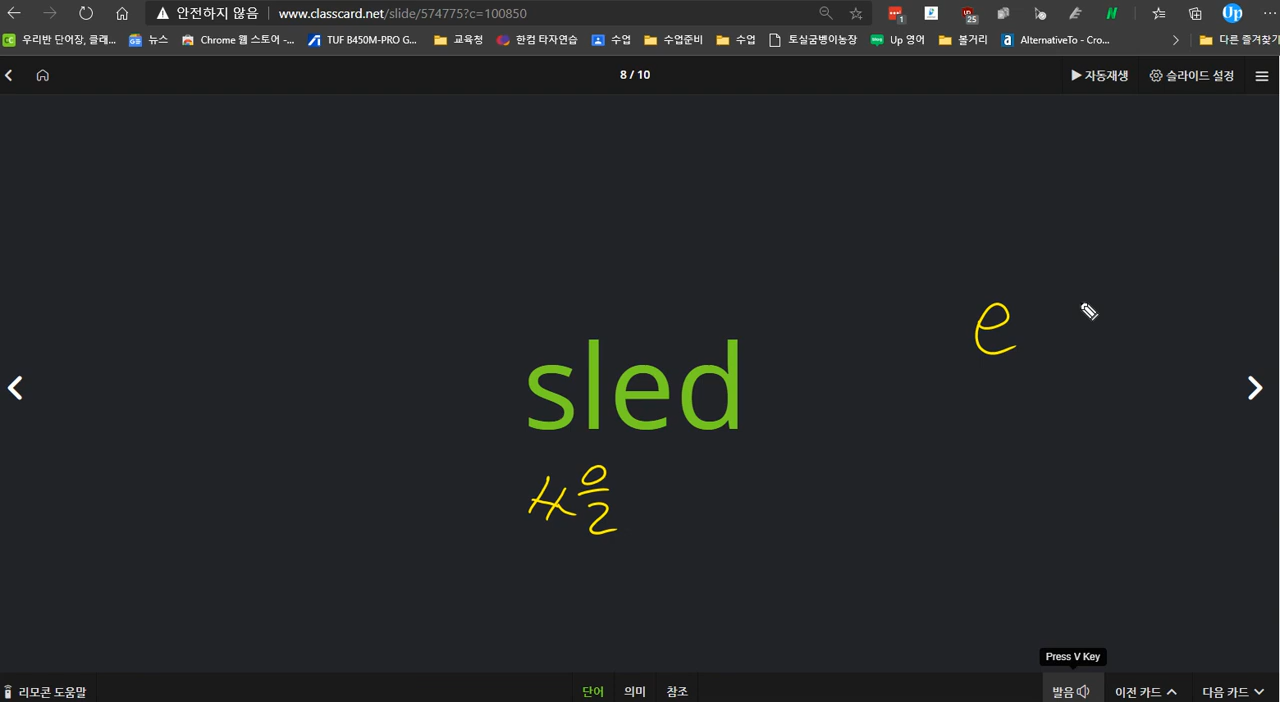 안전하지 않음 www.classcard.net/slide/574775?c=100850 1 25 Up
우리반 단어장, 클래... 뉴스 Chrome 웹 스토어 -... TUF B450M-PRO G... 교육청 한컴 타자연습 수업 수업준비 수업 토실굴뱅이농장 Up 영어 볼거리 AlternativeTo - Cro... 다른 즐겨찾기
8 / 10 자동재생 슬라이드 설정
e
sled
Press V Key
리모콘 도움말 단어 의미 참조 발음 이전 카드 다음 카드